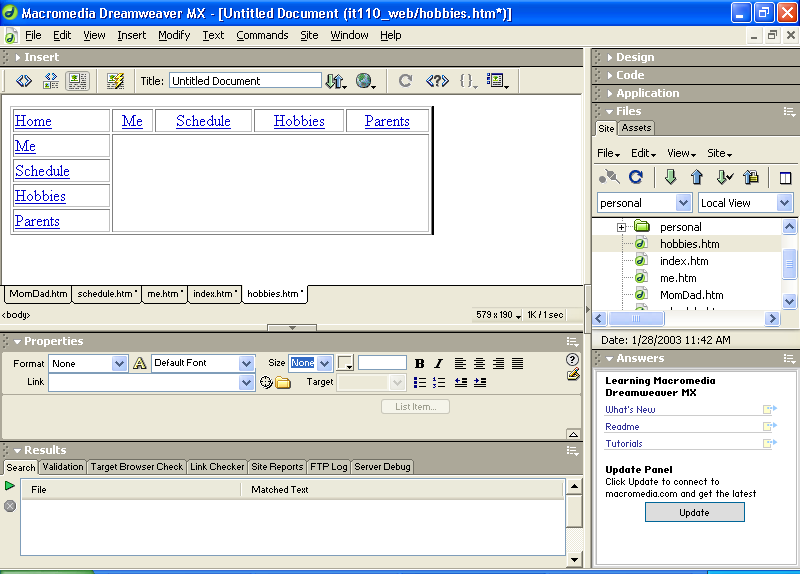 Macromedia Dreamweaver MX - [Untitled Document (it110_web/hobbies.htm*)]
File Edit View Insert Modify Text Commands Site Window Help
Insert
Title: Untitled Document
Home Me Schedule Hobbies Parents
Me
Schedule
Hobbies
Parents
MomDad.htm schedule.htm* me.htm* index.htm* hobbies.htm*
<body> 579 x 190 1K / 1 sec
Properties
Format None Default Font Size None B I
Link Target
List Item...
Results
Search Validation Target Browser Check Link Checker Site Reports FTP Log Server Debug
File Matched Text
Design
Code
Application
Files
Site Assets
File Edit View Site
personal Local View
personal
hobbies.htm
index.htm
me.htm
MomDad.htm
Date: 1/28/2003 11:42 AM
Answers
Learning Macromedia
Dreamweaver MX
What's New
Readme
Tutorials
Update Panel
Click Update to connect to
macromedia.com and get the latest
Update